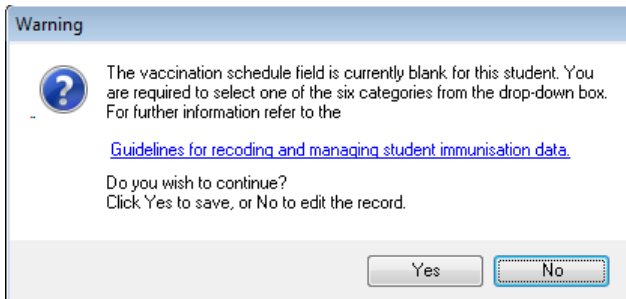 Warning
The vaccination schedule field is currently blank for this student. You
are required to select one of the six categories from the drop-down box.
For further information refer to the
Guidelines for recoding and managing student immunisation data.
Do you wish to continue?
Click Yes to save, or No to edit the record.
Yes No